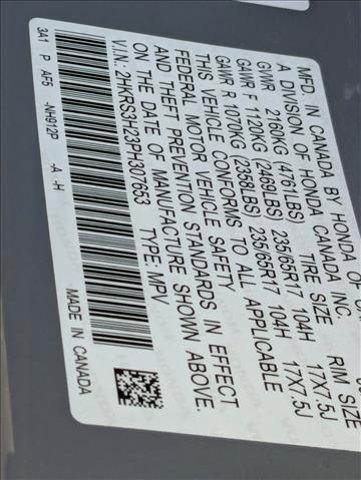 MFD. IN CANADA BY HONDA OF
A DIVISION OF HONDA CANADA INC.
TIRE SIZE RIM SIZE
GVWR 2160KG (4761LBS)
GAWR F 1120KG (2469LBS) 235/65R17 104H 17X7.5J
GAWR R 1070KG (2358LBS) 235/65R17 104H 17X7.5J
THIS VEHICLE CONFORMS TO ALL APPLICABLE
FEDERAL MOTOR VEHICLE SAFETY
AND THEFT PREVENTION STANDARDS IN EFFECT
ON THE DATE OF MANUFACTURE SHOWN ABOVE.
V.I.N.: 2HKRS3H23PH307663 TYPE: MPV
3A1 P AF5 -NH912P -A -H MADE IN CANADA